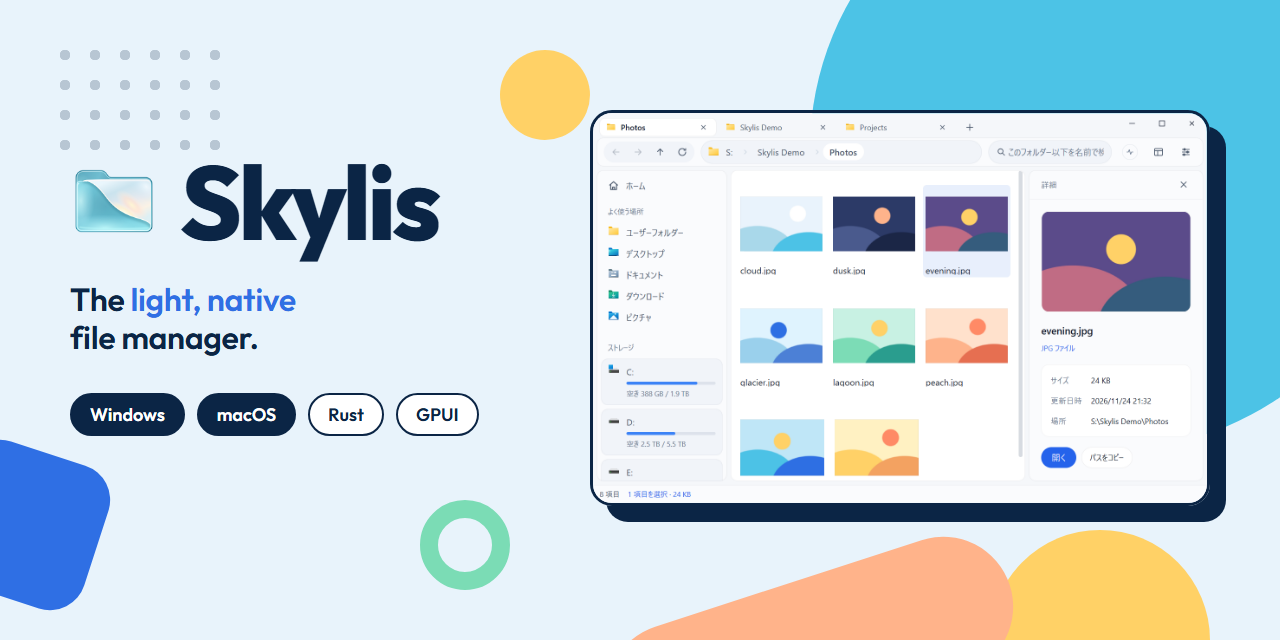 Skylis
The light, native
file manager.
Windows
macOS
Rust
GPUI
Photos
Skylis Demo
Projects
S:
Skylis Demo
Photos
このフォルダー以下を名前で検
ホーム
よく使う場所
ユーザーフォルダー
デスクトップ
ドキュメント
ダウンロード
ピクチャ
ストレージ
C:
空き 388 GB / 1.9 TB
D:
空き 2.5 TB / 5.5 TB
E:
cloud.jpg
dusk.jpg
evening.jpg
glacier.jpg
lagoon.jpg
peach.jpg
詳細
evening.jpg
JPG ファイル
サイズ 24 KB
更新日時 2026/11/24 21:32
場所 S:\Skylis Demo\Photos
開く
パスをコピー
8 項目 1 項目を選択 - 24 KB